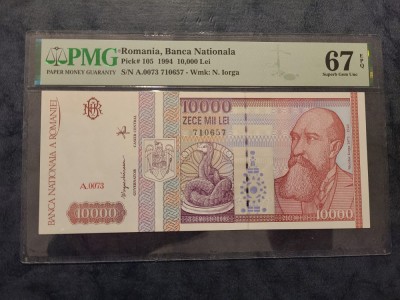 PMG
PAPER MONEY GUARANTY
Romania, Banca Nationala
Pick# 105 1994 10,000 Lei
S/N A.0073 710657 - Wmk: N. Iorga
67 EPQ
Superb Gem Unc
BANCA NATIONALA A ROMANIEI
10000
ZECE MII LEI
710657
A.0073
GUVERNATOR
10000
10000